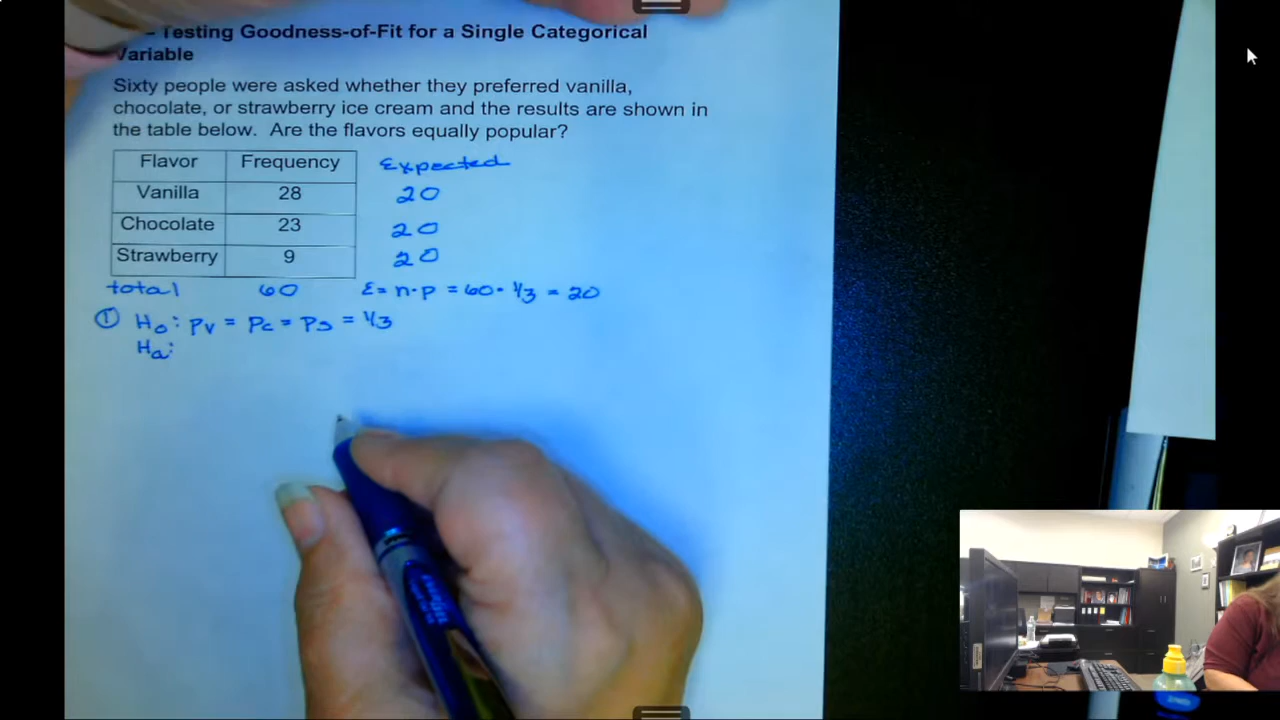 Testing Goodness-of-Fit for a Single Categorical
Variable
Sixty people were asked whether they preferred vanilla,
chocolate, or strawberry ice cream and the results are shown in
the table below. Are the flavors equally popular?
Flavor Frequency Expected
Vanilla 28 20
Chocolate 23 20
Strawberry 9 20
total 60 E = n·p = 60 · 1/3 = 20
① H₀: pv = pc = ps = 1/3
Ha: